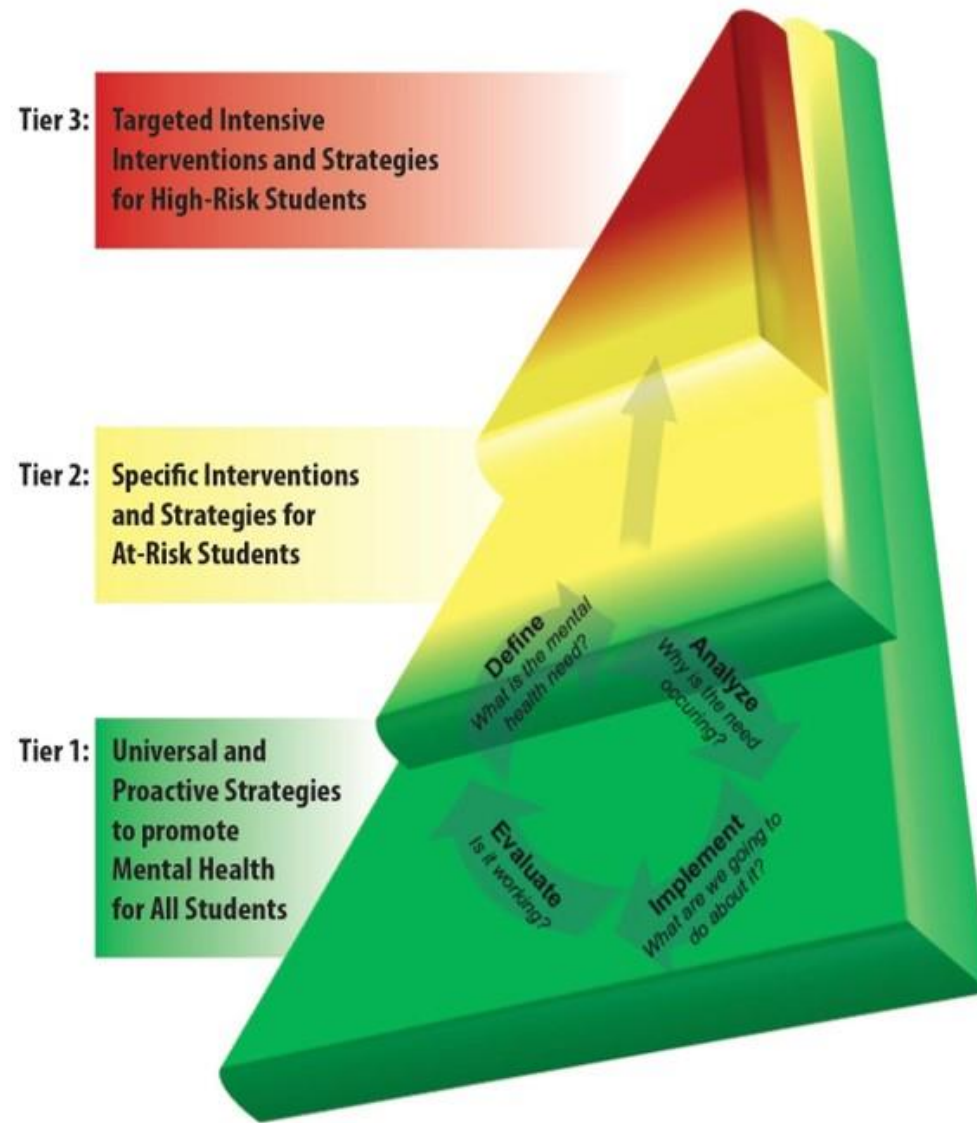 Tier 3: Targeted Intensive
Interventions and Strategies
for High-Risk Students
Tier 2: Specific Interventions
and Strategies for
At-Risk Students
Tier 1: Universal and
Proactive Strategies
to promote
Mental Health
for All Students
Define
What is the mental
health need?
Analyze
Why is the need
occuring?
Implement
What are we going to
do about it?
Evaluate
Is it working?